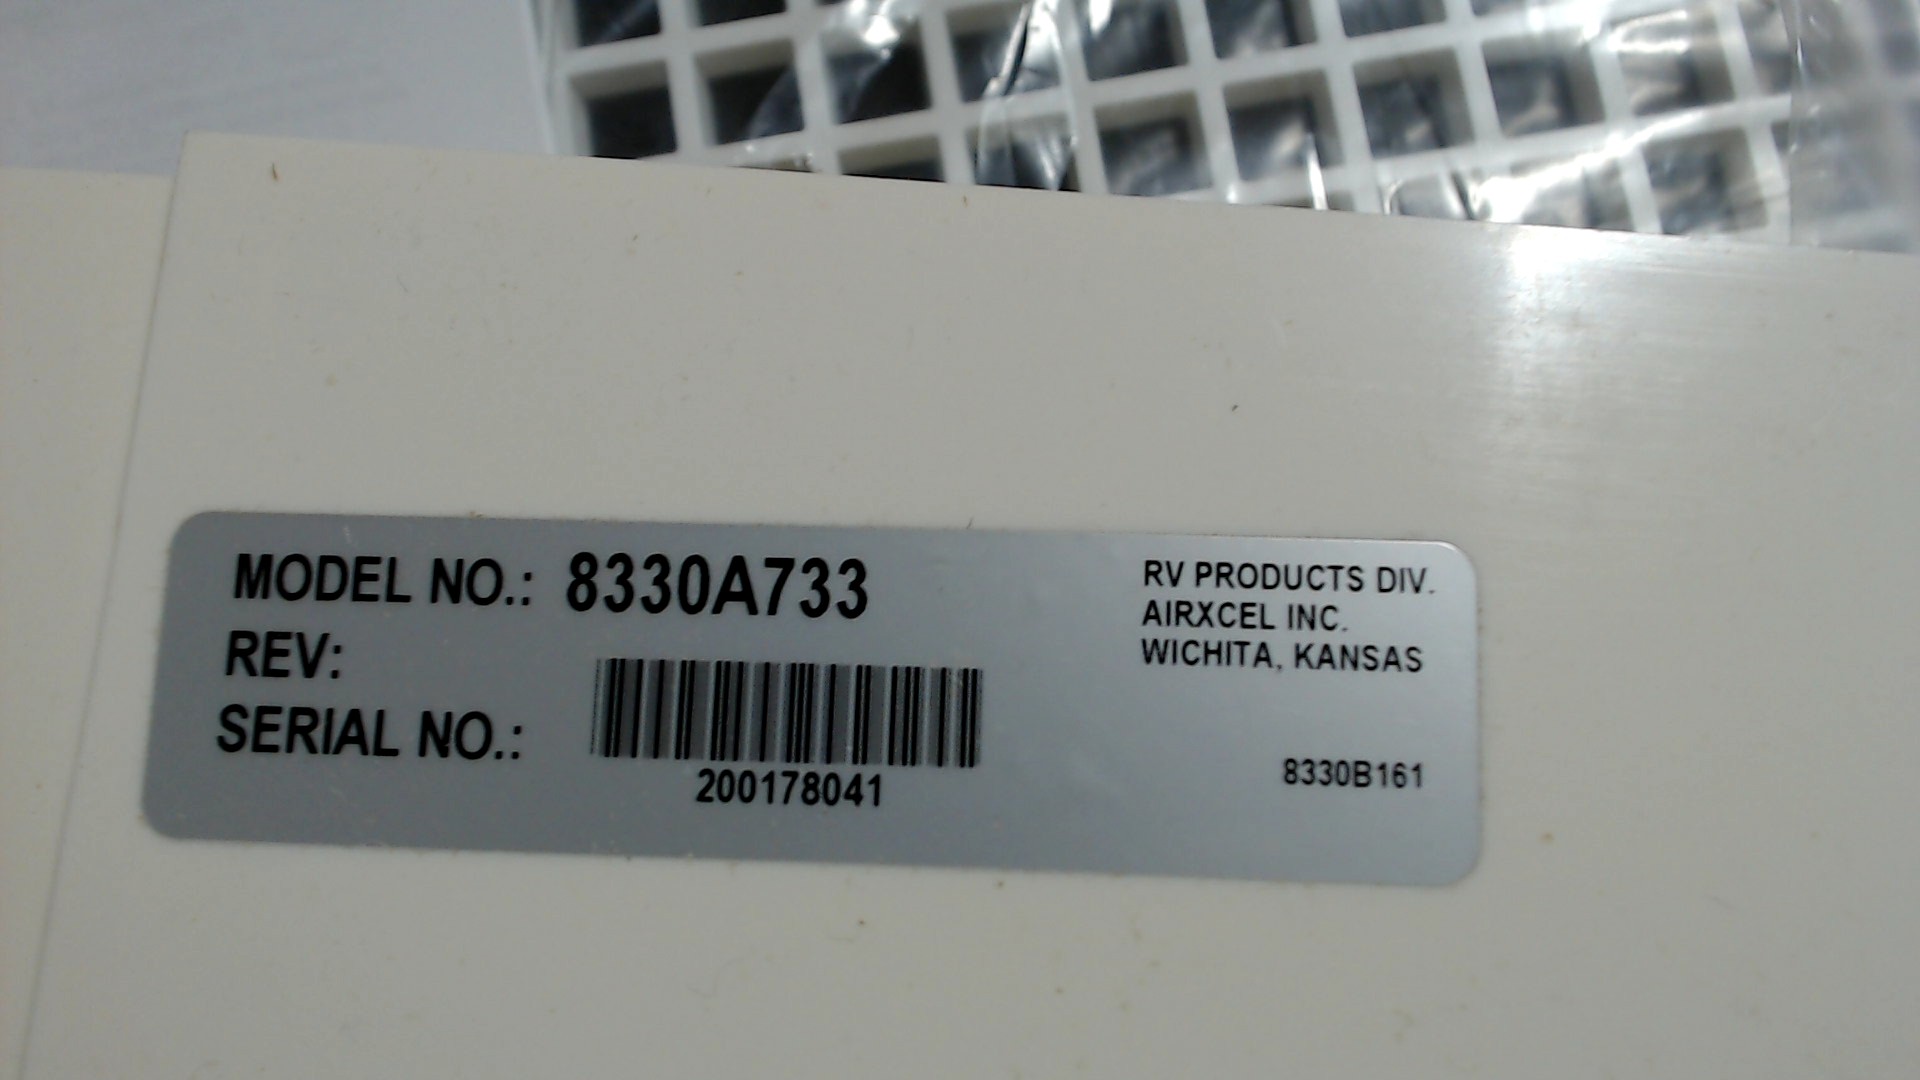 MODEL NO.: 8330A733
REV:
SERIAL NO.:
200178041
RV PRODUCTS DIV.
AIRXCEL INC.
WICHITA, KANSAS
8330B161